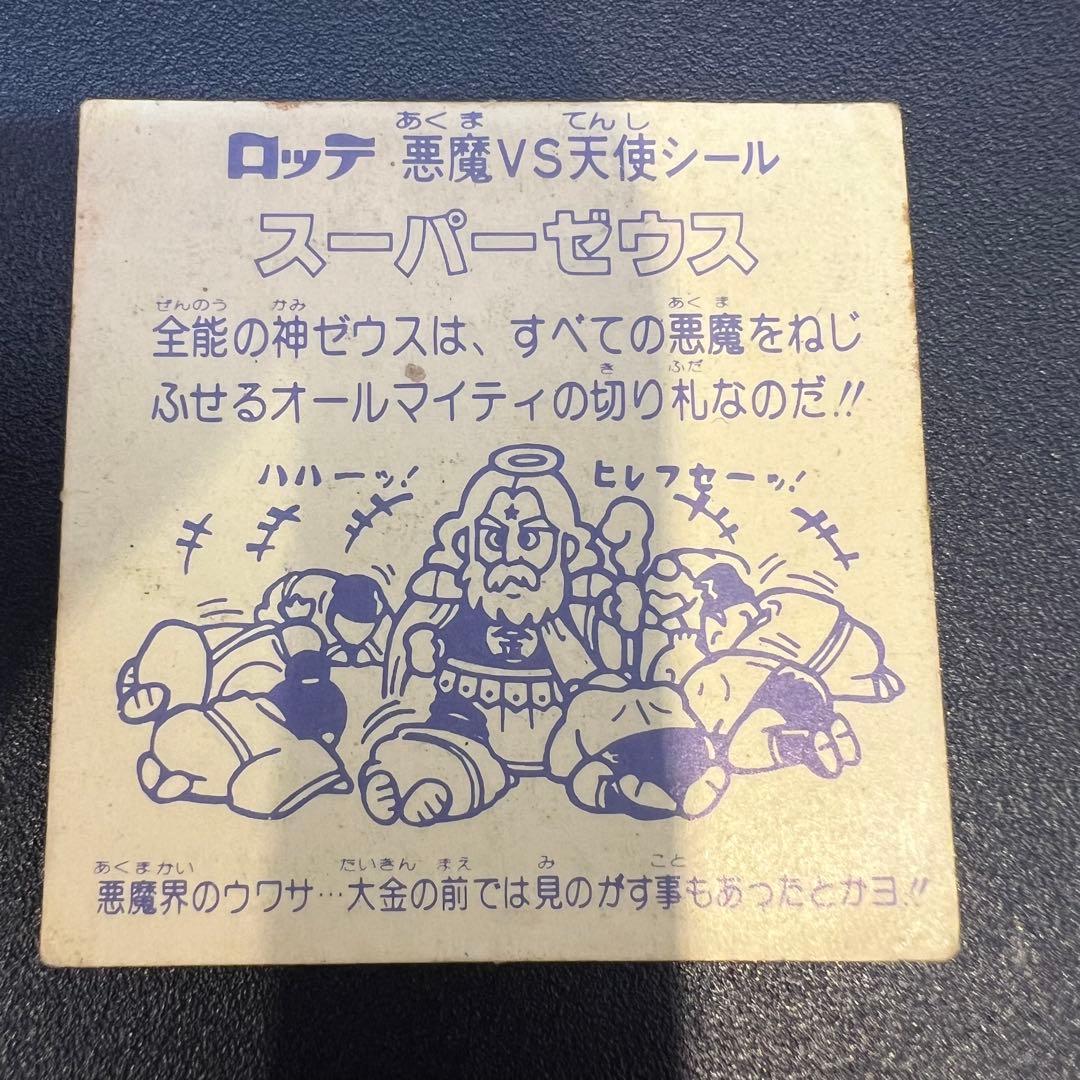 あくま てんし
ロッテ 悪魔VS天使シール
スーパーゼウス
ぜんのう かみ あくま
全能の神ゼウスは、すべての悪魔をねじ
き ふだ
ふせるオールマイティの切り札なのだ!!
ハハーッ! ヒレフセーッ!
金
あくまかい たいきん まえ み こと
悪魔界のウワサ…大金の前では見のがす事もあったとかヨ!!